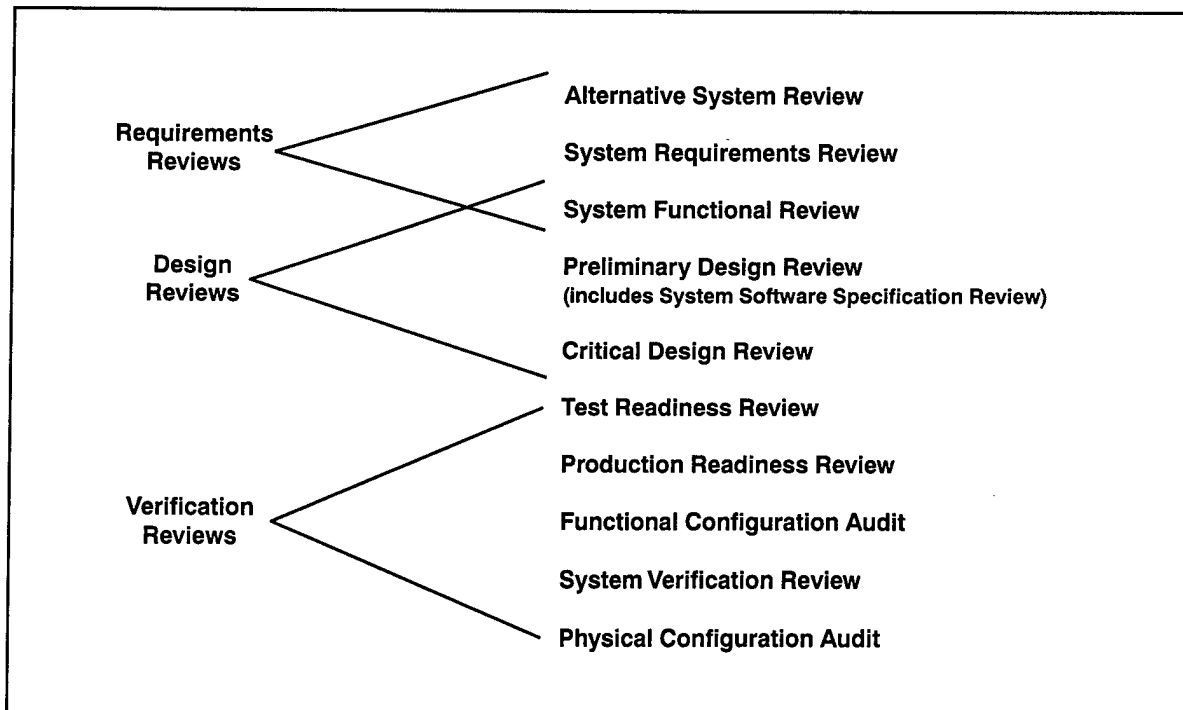 Requirements
Reviews
Design
Reviews
Verification
Reviews
Alternative System Review
System Requirements Review
System Functional Review
Preliminary Design Review
(includes System Software Specification Review)
Critical Design Review
Test Readiness Review
Production Readiness Review
Functional Configuration Audit
System Verification Review
Physical Configuration Audit